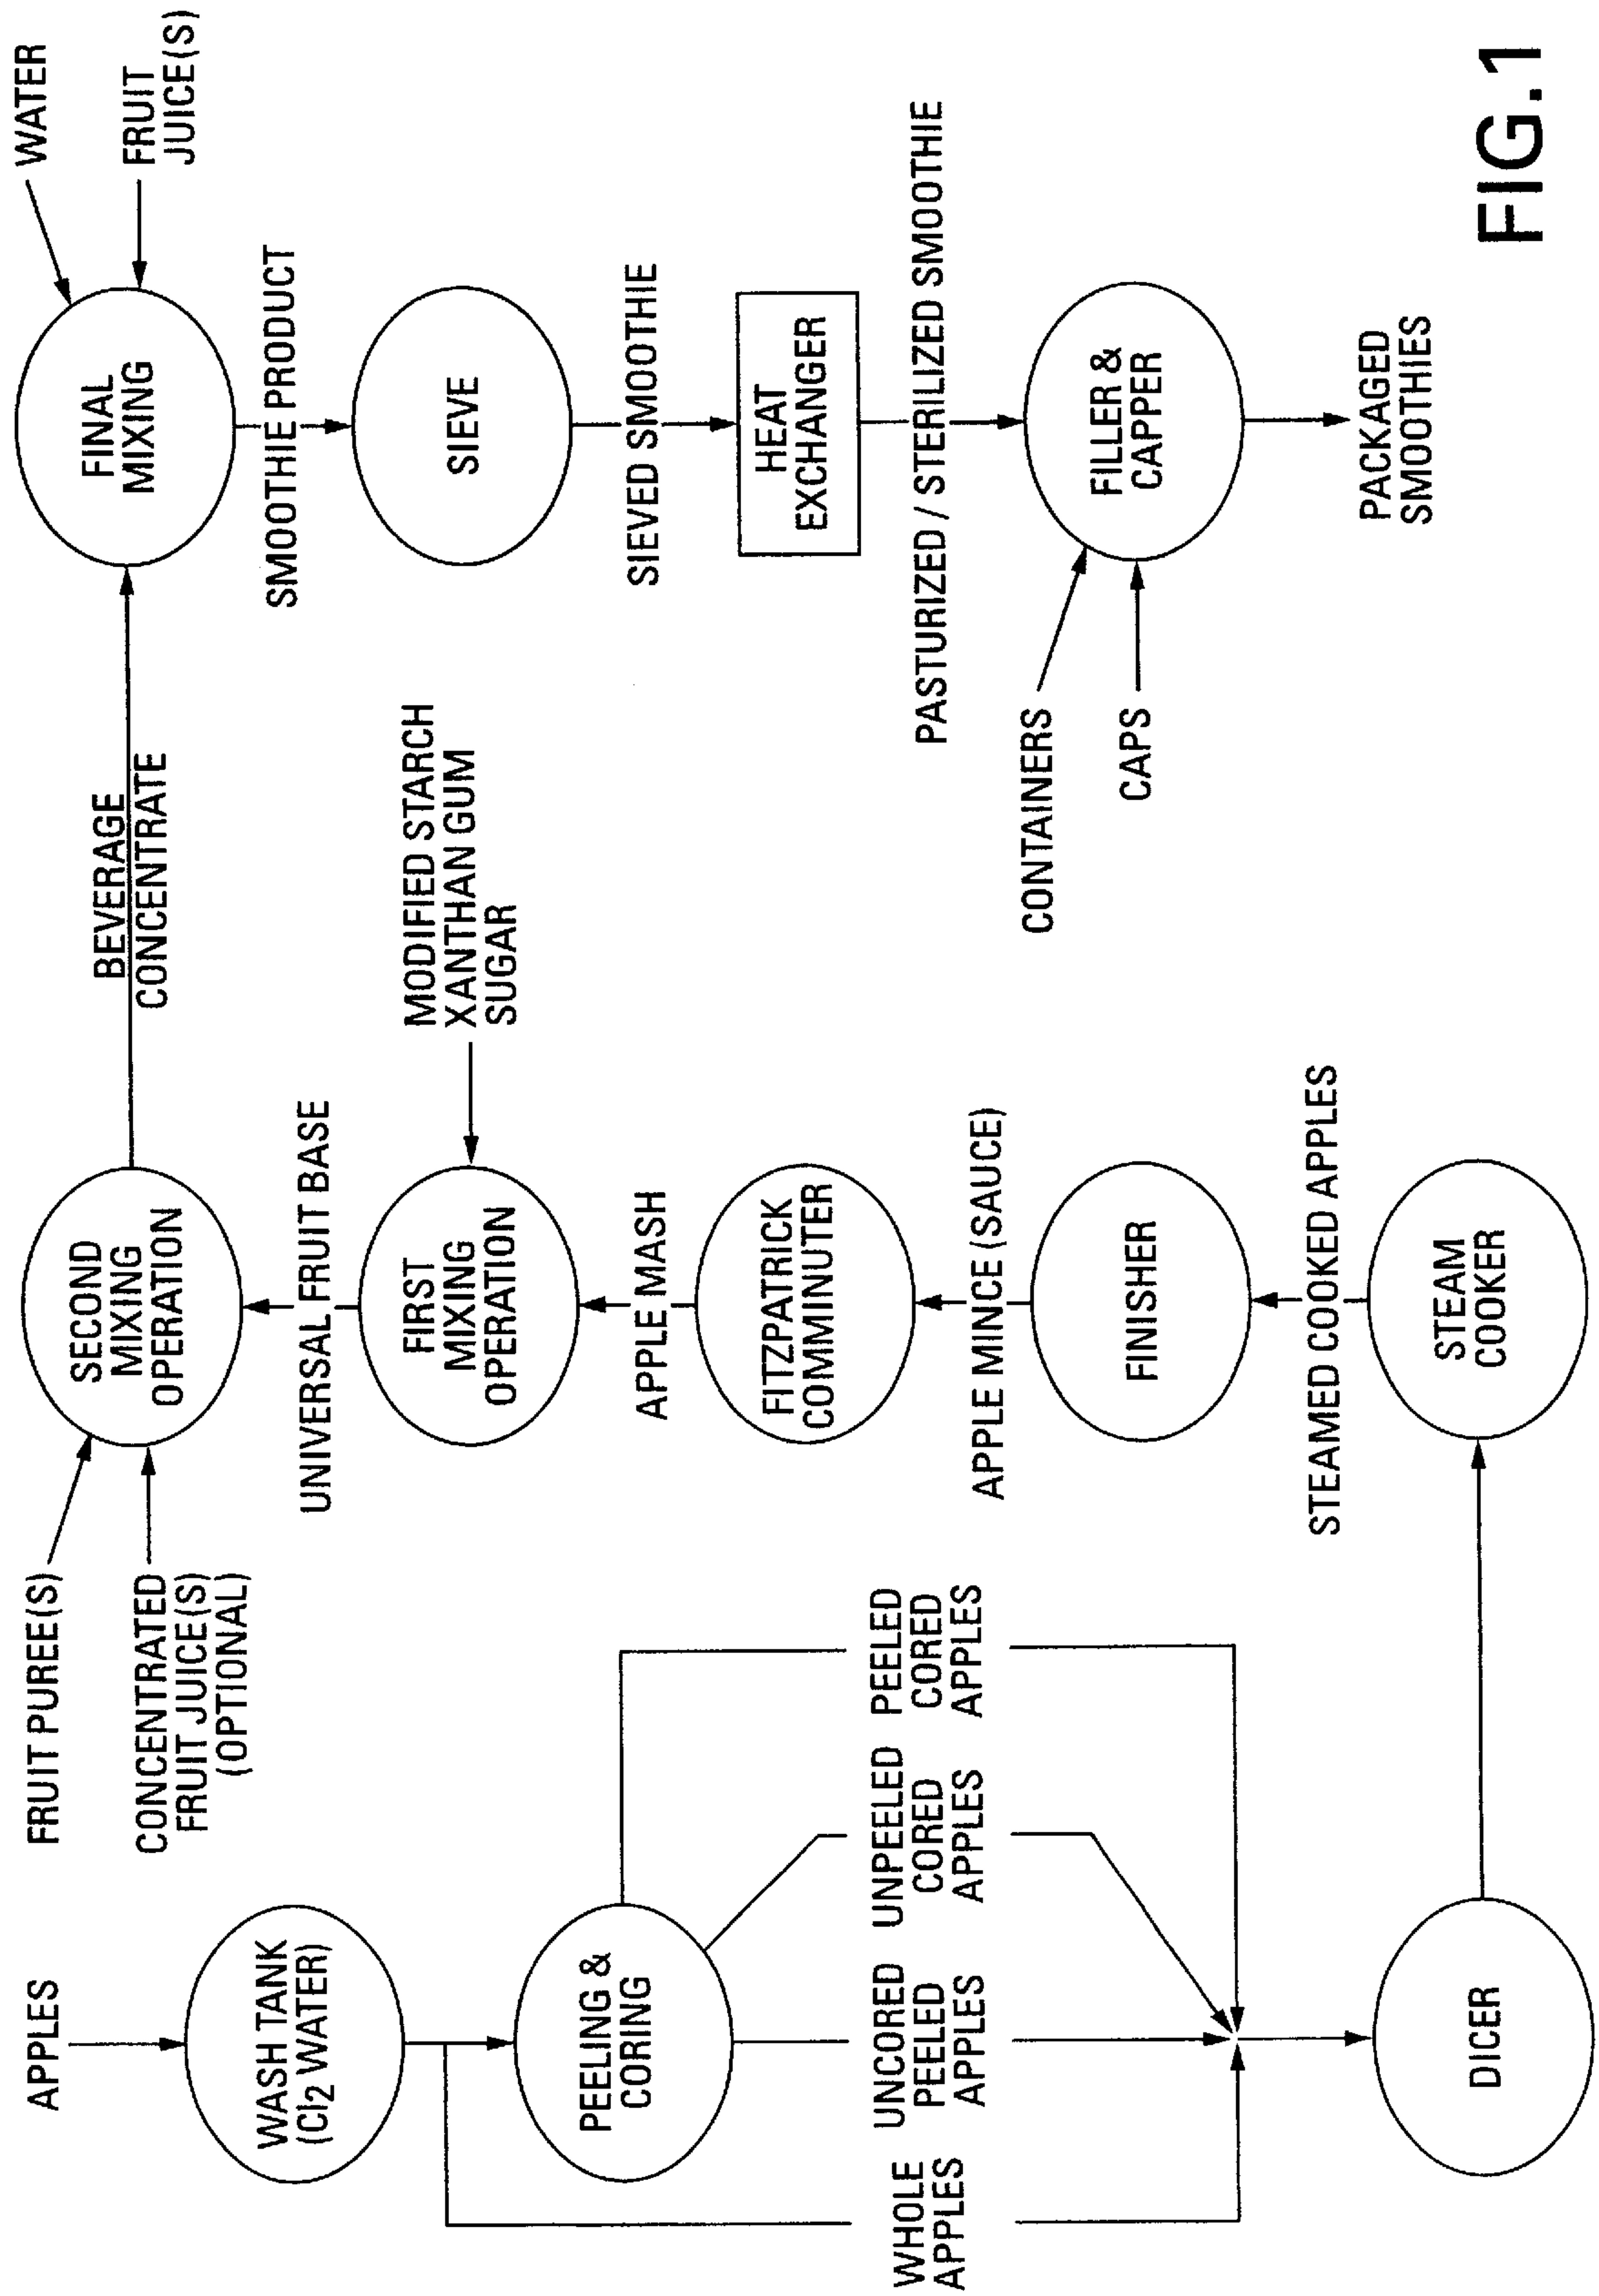 APPLES
WASH TANK
(Cl2 WATER)
PEELING &
CORING
WHOLE
APPLES
UNCORED
PEELED
APPLES
UNPEELED
CORED
APPLES
PEELED
CORED
APPLES
DICER
STEAM
COOKER
STEAMED COOKED APPLES
FINISHER
APPLE MINCE (SAUCE)
FITZPATRICK
COMMINUTER
APPLE MASH
FIRST
MIXING
OPERATION
MODIFIED STARCH
XANTHAN GUM
SUGAR
UNIVERSAL FRUIT BASE
SECOND
MIXING
OPERATION
FRUIT PUREE(S)
CONCENTRATED
FRUIT JUICE(S)
(OPTIONAL)
BEVERAGE
CONCENTRATE
FINAL
MIXING
WATER
FRUIT
JUICE(S)
SMOOTHIE PRODUCT
SIEVE
SIEVED SMOOTHIE
HEAT
EXCHANGER
PASTURIZED / STERILIZED SMOOTHIE
FILLER &
CAPPER
CONTAINERS
CAPS
PACKAGED
SMOOTHIES
FIG.1